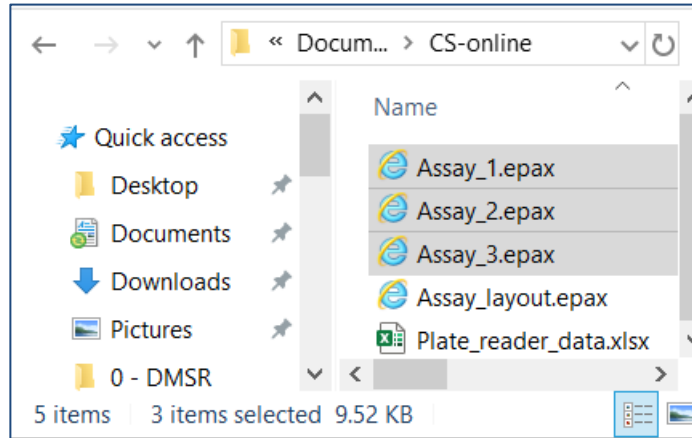 « Docum... > CS-online
Quick access
Desktop
Documents
Downloads
Pictures
0 - DMSR
Name
Assay_1.epax
Assay_2.epax
Assay_3.epax
Assay_layout.epax
Plate_reader_data.xlsx
5 items 3 items selected 9.52 KB